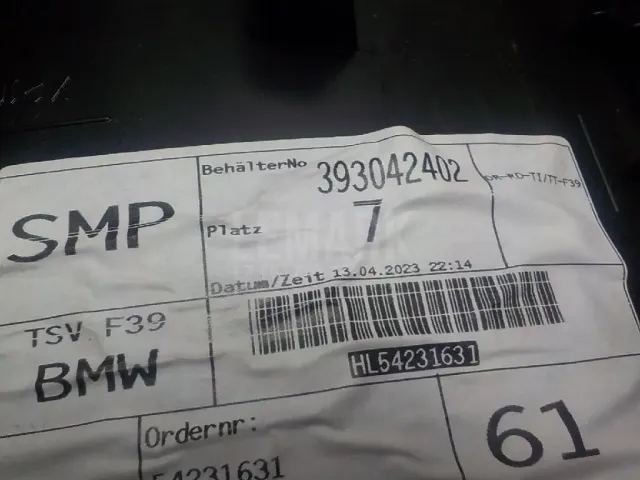 BehälterNo 393042402
SMP
Platz 7
Datum/Zeit 13.04.2023 22:14
TSV F39
BMW
HL54231631
Ordernr:
54231631
61